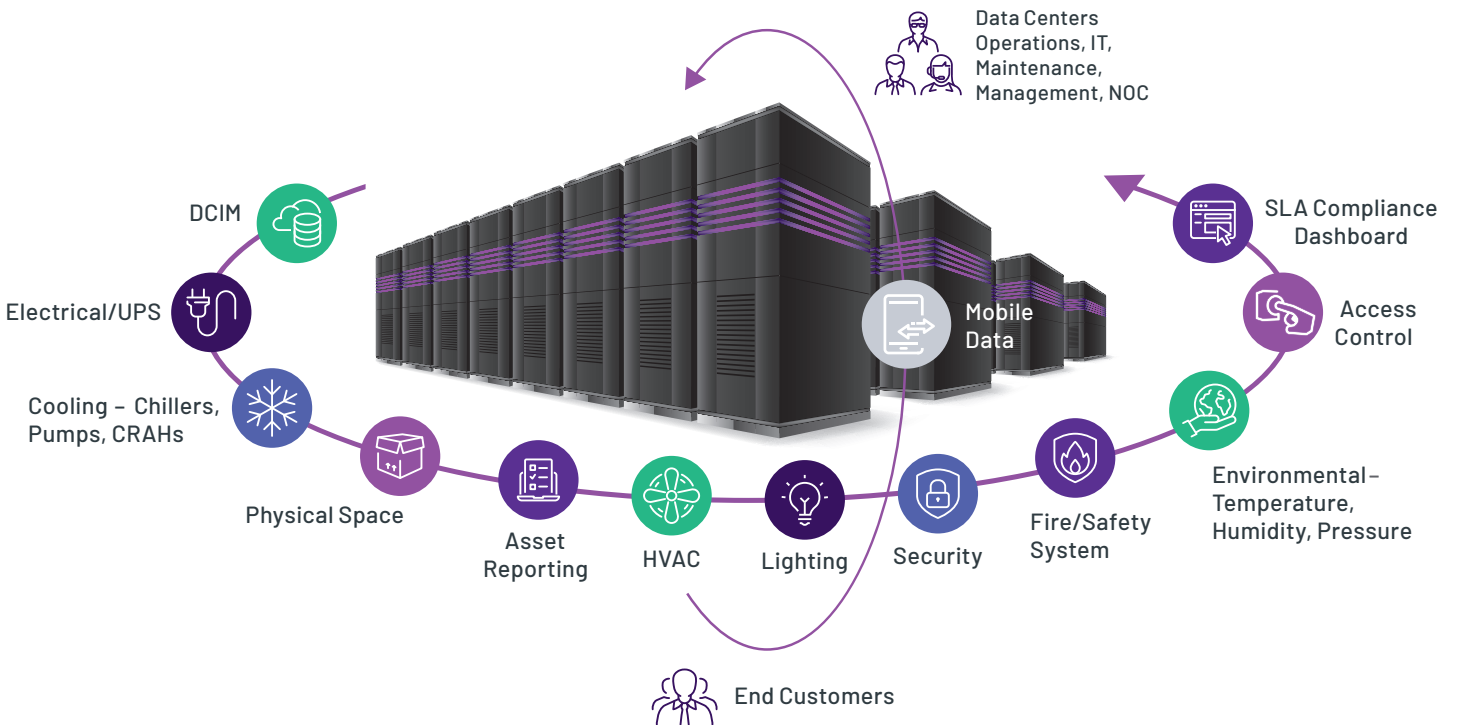 Data Centers
Operations, IT,
Maintenance,
Management, NOC
DCIM
SLA Compliance
Dashboard
Electrical/UPS
Mobile
Data
Access
Control
Cooling – Chillers,
Pumps, CRAHs
Physical Space
Asset
Reporting
HVAC
Lighting
Security
Fire/Safety
System
Environmental–
Temperature,
Humidity, Pressure
End Customers